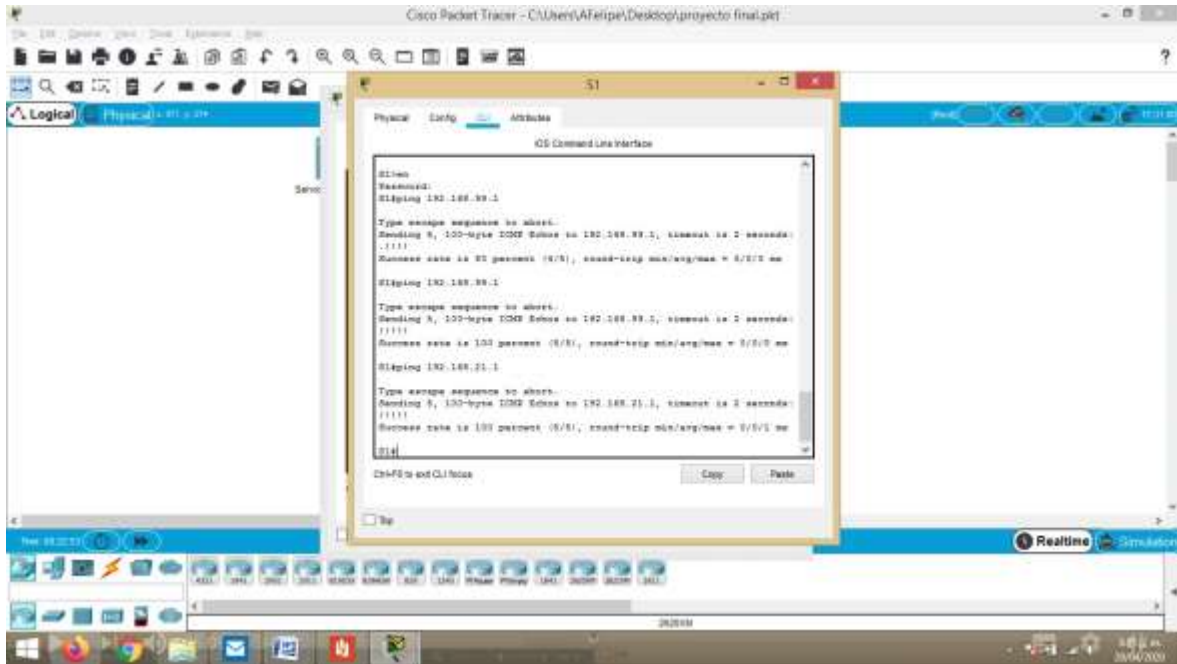 Cisco Packet Tracer - C:\Users\AFelipe\Desktop\proyecto final.pkt
File Edit Options View Tools Extensions Help
?
Logical
Physical
S1
Physical Config CLI Attributes
IOS Command Line Interface
S1>en
Password:
S1#ping 192.168.99.1
Type escape sequence to abort.
Sending 5, 100-byte ICMP Echos to 192.168.99.1, timeout is 2 seconds:
.!!!!
Success rate is 80 percent (4/5), round-trip min/avg/max = 0/0/0 ms
S1#ping 192.168.99.1
Type escape sequence to abort.
Sending 5, 100-byte ICMP Echos to 192.168.99.1, timeout is 2 seconds:
!!!!!
Success rate is 100 percent (5/5), round-trip min/avg/max = 0/0/0 ms
S1#ping 192.168.21.1
Type escape sequence to abort.
Sending 5, 100-byte ICMP Echos to 192.168.21.1, timeout is 2 seconds:
!!!!!
Success rate is 100 percent (5/5), round-trip min/avg/max = 0/0/1 ms
S1#
Ctrl+F6 to exit CLI focus
Copy Paste
Top
Realtime
Simulation